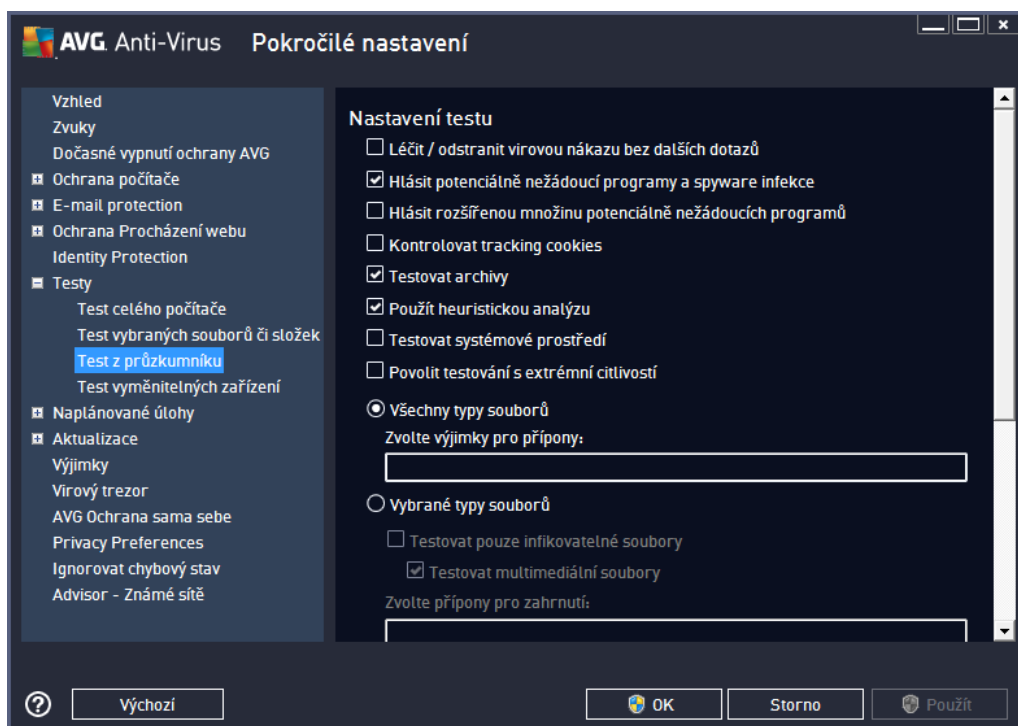 AVG. Anti-Virus Pokročilé nastavení
Vzhled
Zvuky
Dočasné vypnutí ochrany AVG
Ochrana počítače
E-mail protection
Ochrana Procházení webu
Identity Protection
Testy
Test celého počítače
Test vybraných souborů či složek
Test z průzkumníku
Test vyměnitelných zařízení
Naplánované úlohy
Aktualizace
Výjimky
Virový trezor
AVG Ochrana sama sebe
Privacy Preferences
Ignorovat chybový stav
Advisor - Známé sítě
Nastavení testu
Léčit / odstranit virovou nákazu bez dalších dotazů
Hlásit potenciálně nežádoucí programy a spyware infekce
Hlásit rozšířenou množinu potenciálně nežádoucích programů
Kontrolovat tracking cookies
Testovat archivy
Použít heuristickou analýzu
Testovat systémové prostředí
Povolit testování s extrémní citlivostí
Všechny typy souborů
Zvolte výjimky pro přípony:
Vybrané typy souborů
Testovat pouze infikovatelné soubory
Testovat multimediální soubory
Zvolte přípony pro zahrnutí:
Výchozí
OK
Storno
Použít